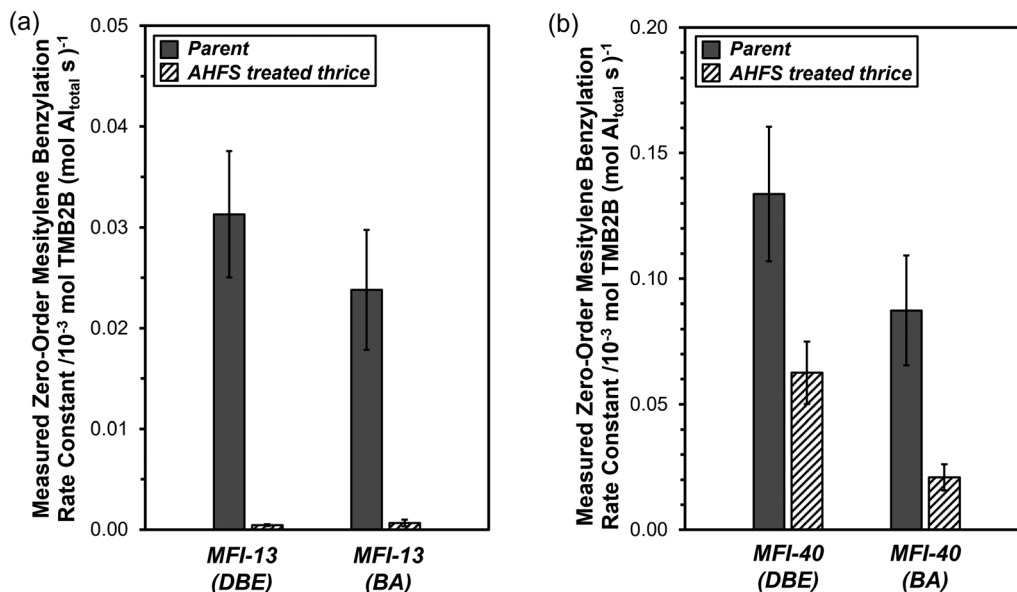 (a)
Measured Zero-Order Mesitylene Benzylation
Rate Constant /10⁻³ mol TMB2B (mol Al_total s)⁻¹
0.05
0.04
0.03
0.02
0.01
0.00
Parent
AHFS treated thrice
MFI-13
(DBE)
MFI-13
(BA)
(b)
Measured Zero-Order Mesitylene Benzylation
Rate Constant /10⁻³ mol TMB2B (mol Al_total s)⁻¹
0.20
0.15
0.10
0.05
0.00
Parent
AHFS treated thrice
MFI-40
(DBE)
MFI-40
(BA)